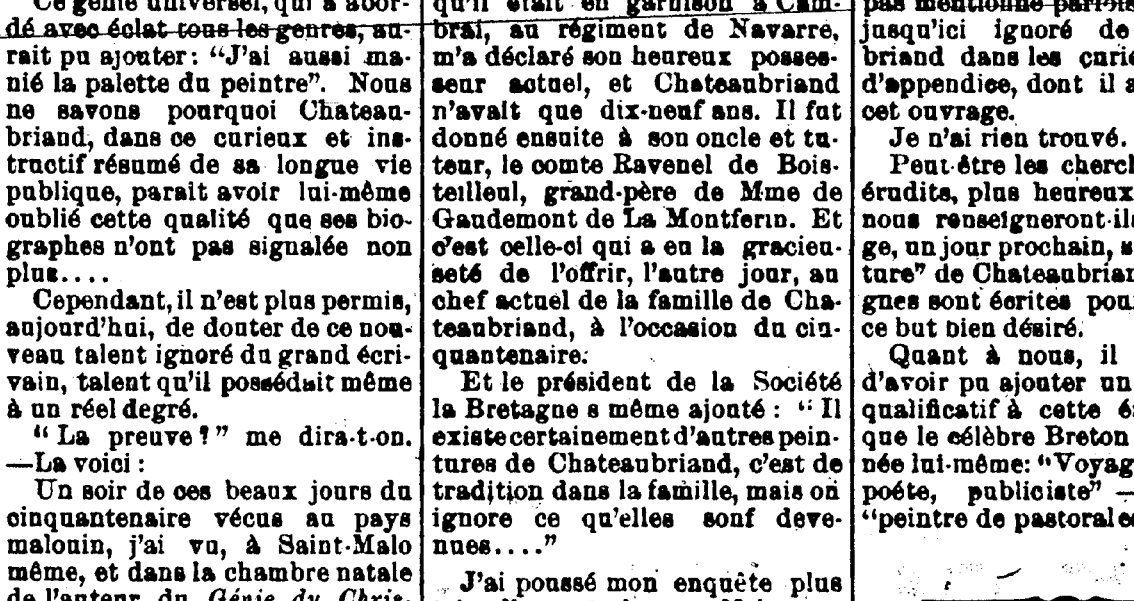 Ce génie universel, qui a abor-
dé avec éclat tous les genres, au-
rait pu ajouter: "J'ai aussi ma-
nié la palette du peintre". Nous
ne savons pourquoi Chateau-
briand, dans ce curieux et ins-
tructif résumé de sa longue vie
publique, parait avoir lui-même
oublié cette qualité que ses bio-
graphes n'ont pas signalée non
plus....
Cependant, il n'est plus permis,
aujourd'hui, de douter de ce nou-
veau talent ignoré du grand écri-
vain, talent qu'il possédait même
à un réel degré.
"La preuve?" me dira-t-on.
—La voici:
Un soir de ces beaux jours du
cinquantenaire vécus au pays
malouin, j'ai vu, à Saint-Malo
même, et dans la chambre natale
de l'auteur du Génie du Chris-
qu'il était en garnison à Cam-
brai, au régiment de Navarre,
m'a déclaré son heureux posses-
seur actuel, et Chateaubriand
n'avait que dix-neuf ans. Il fut
donné ensuite à son oncle et tu-
teur, le comte Ravenel de Bois-
teilleul, grand-père de Mme de
Gaudemont de La Montferin. Et
c'est celle-ci qui a eu la gracieu-
seté de l'offrir, l'autre jour, au
chef actuel de la famille de Cha-
teaubriand, à l'occasion du cin-
quantenaire.
Et le président de la Société
la Bretagne s même ajouté: "Il
existe certainement d'autres pein-
tures de Chateaubriand, c'est de
tradition dans la famille, mais on
ignore ce qu'elles sonf deve-
nues...."
J'ai poussé mon enquête plus
pas mentionné
jusqu'ici ignoré de
briand dans les
d'appendice, dont il
cet ouvrage.
Je n'ai rien trouvé.
Peut-être les
érudits, plus heureux
nous
ge, un jour prochain,
ture" de
gnes sont écrites
ce but bien désiré.
Quant à nous, il
d'avoir pu ajouter un
qualificatif à cette
que le célèbre Breton
née lui-même:
poéte, publiciste" —
"peintre de